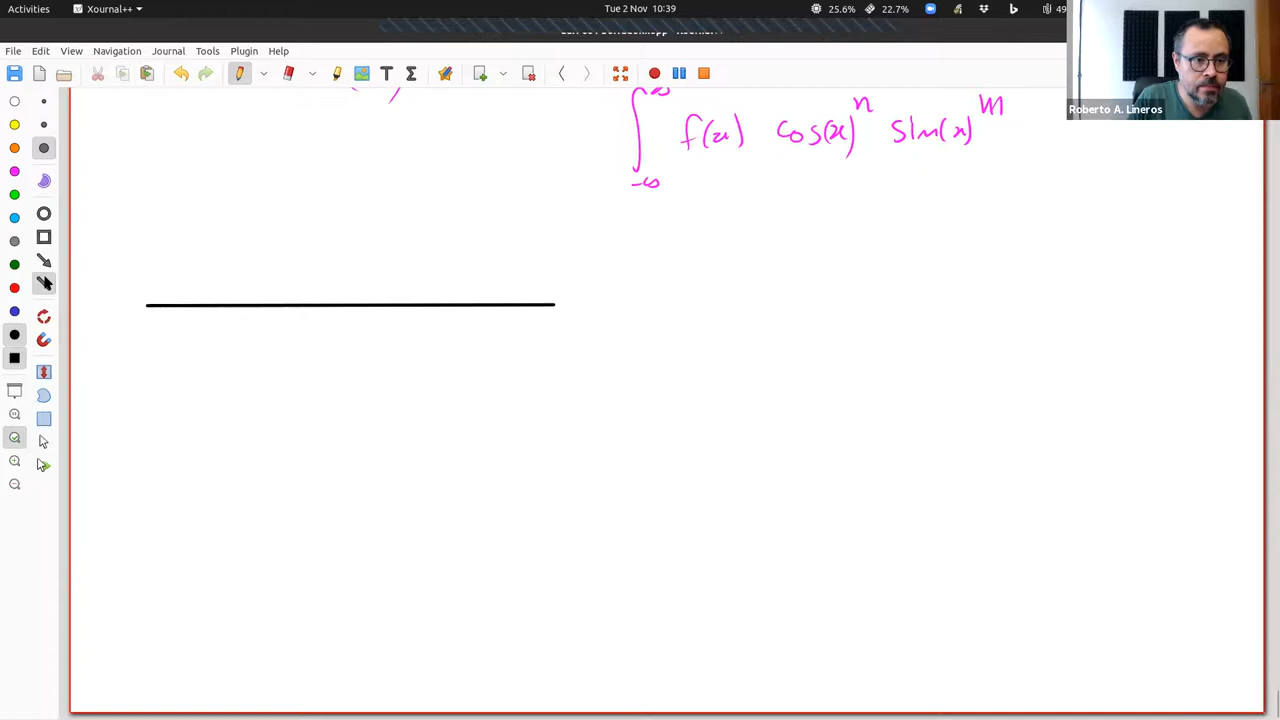 Activities Xournal++ Tue 2 Nov 10:39 25.6% 22.7% 49
File Edit View Navigation Journal Tools Plugin Help
Roberto A. Lineros
∞
∫ f(x) cos(x)^n sin(x)^m
-∞